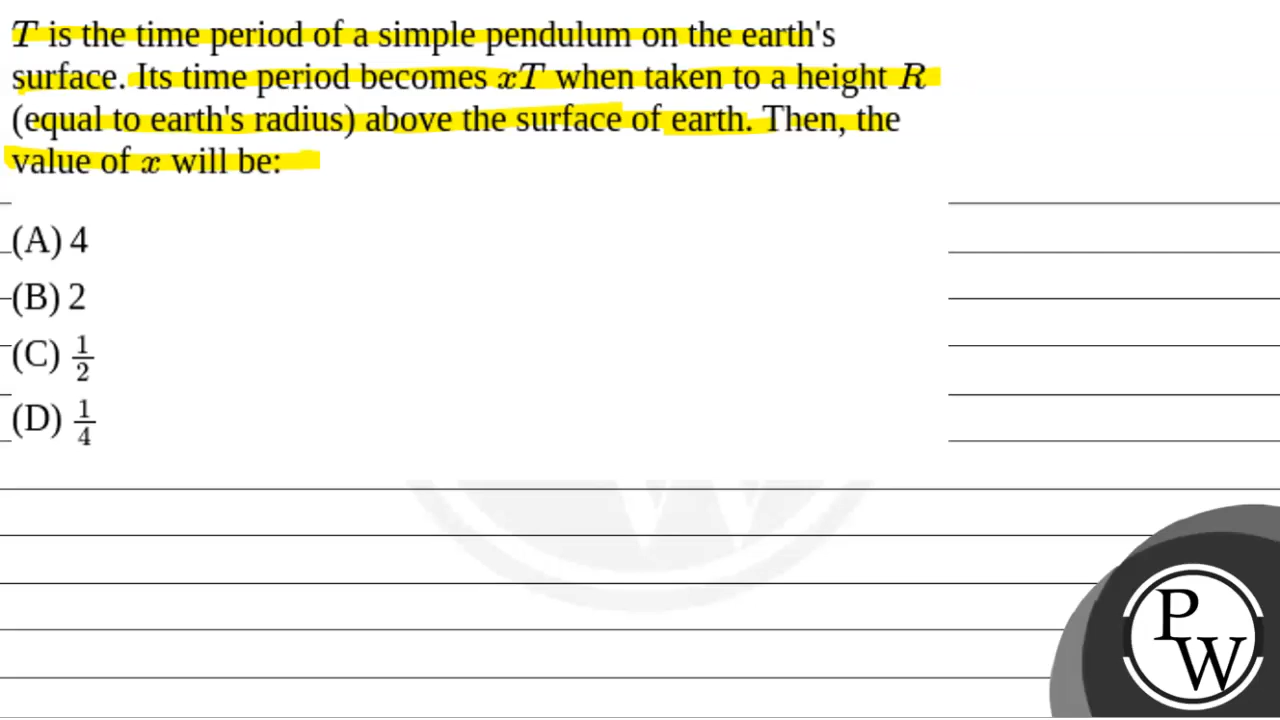 T is the time period of a simple pendulum on the earth's
surface. Its time period becomes xT when taken to a height R
(equal to earth's radius) above the surface of earth. Then, the
value of x will be:
(A) 4
(B) 2
(C) 1/2
(D) 1/4
P
W